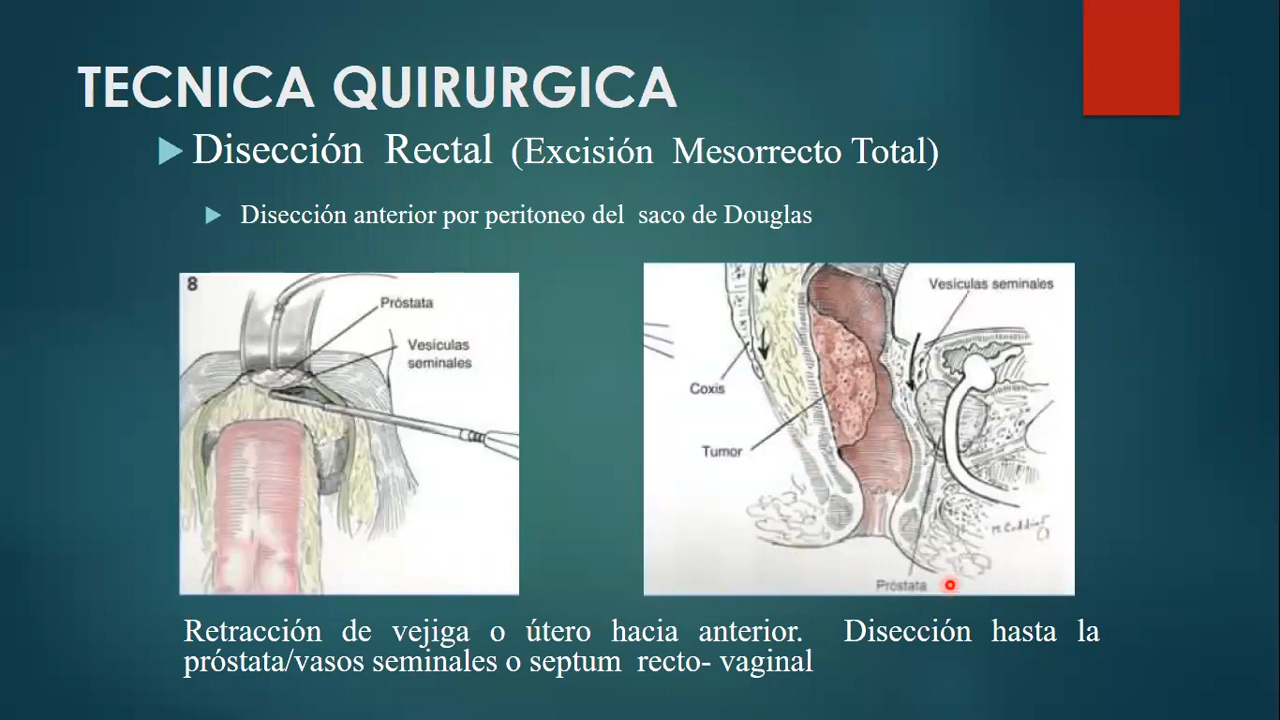 TECNICA QUIRURGICA
Disección Rectal (Excisión Mesorrecto Total)
Disección anterior por peritoneo del saco de Douglas
8
Próstata
Vesículas
seminales
Vesículas seminales
Coxis
Tumor
Próstata
Retracción de vejiga o útero hacia anterior. Disección hasta la
próstata/vasos seminales o septum recto- vaginal